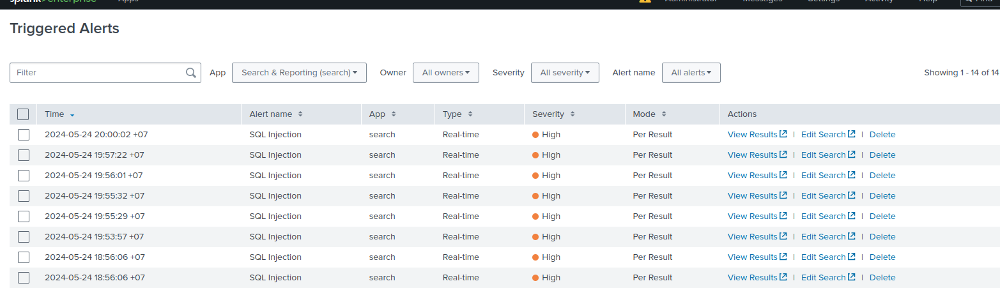 splunk>enterprise Apps Administrator Messages Settings Activity Help Find
Triggered Alerts
Filter App Search & Reporting (search) Owner All owners Severity All severity Alert name All alerts Showing 1 - 14 of 14
Time Alert name App Type Severity Mode Actions
2024-05-24 20:00:02 +07 SQL Injection search Real-time High Per Result View Results | Edit Search | Delete
2024-05-24 19:57:22 +07 SQL Injection search Real-time High Per Result View Results | Edit Search | Delete
2024-05-24 19:56:01 +07 SQL Injection search Real-time High Per Result View Results | Edit Search | Delete
2024-05-24 19:55:32 +07 SQL Injection search Real-time High Per Result View Results | Edit Search | Delete
2024-05-24 19:55:29 +07 SQL Injection search Real-time High Per Result View Results | Edit Search | Delete
2024-05-24 19:53:57 +07 SQL Injection search Real-time High Per Result View Results | Edit Search | Delete
2024-05-24 18:56:06 +07 SQL Injection search Real-time High Per Result View Results | Edit Search | Delete
2024-05-24 18:56:06 +07 SQL Injection search Real-time High Per Result View Results | Edit Search | Delete